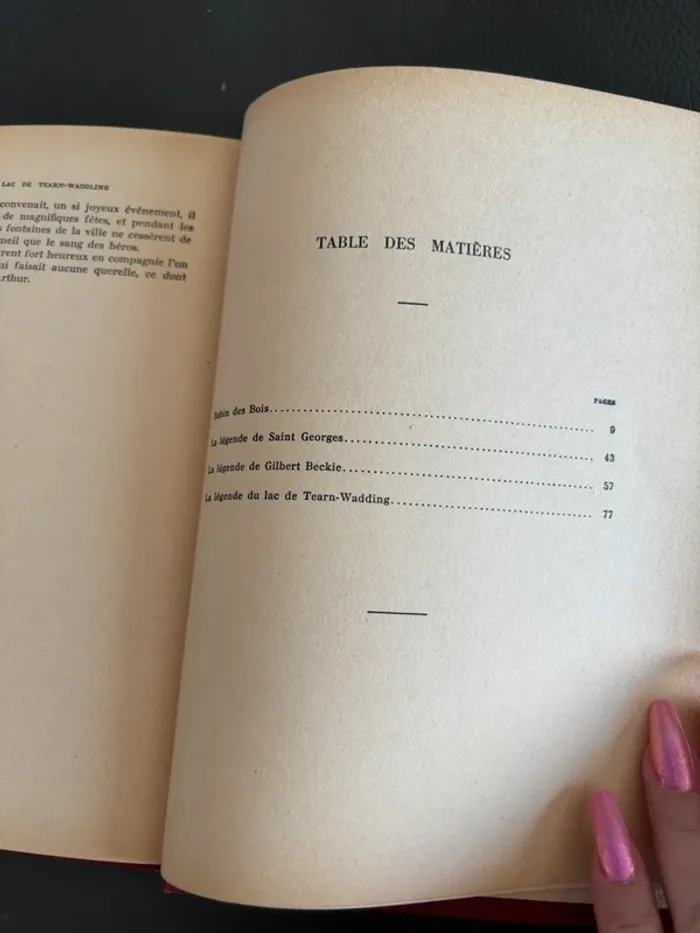 LAC DE TEARN-WADDLING
convenait, un si joyeux événement, il
de magnifiques fêtes, et pendant les
fontaines de la ville ne cessèrent de
neil que le sang des héros.
rent fort heureux en compagnie l'un
ui faisait aucune querelle, ce dont
rthur.
TABLE DES MATIÈRES
PAGES
Robin des Bois 9
La légende de Saint Georges 43
La légende de Gilbert Beckie 57
La légende du lac de Tearn-Wadding 77